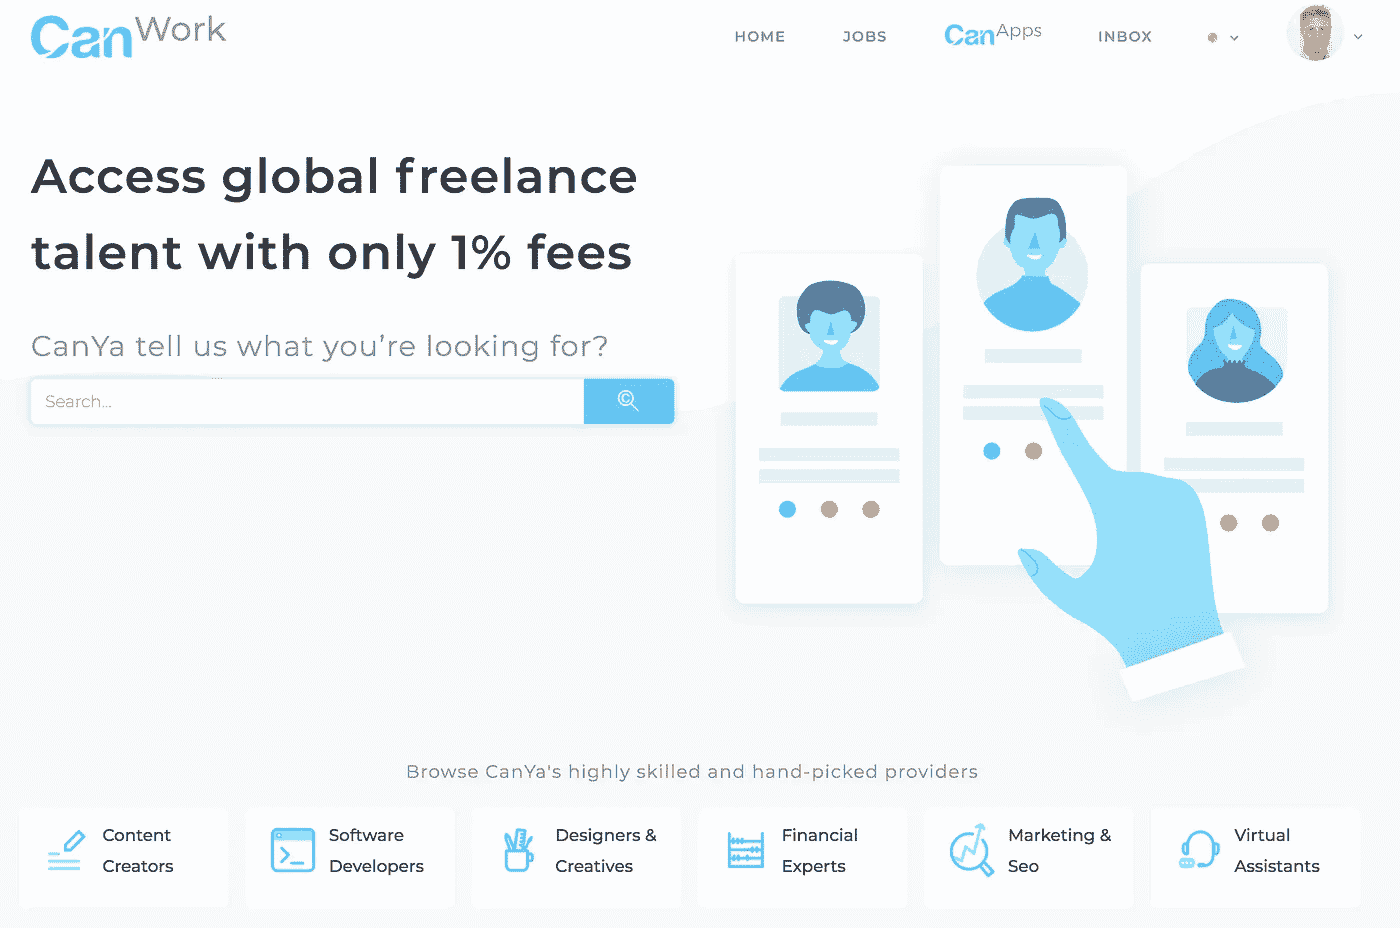 CanWork
HOME JOBS CanApps INBOX
Access global freelance
talent with only 1% fees
CanYa tell us what you're looking for?
Search...
Browse CanYa's highly skilled and hand-picked providers
Content
Creators
Software
Developers
Designers &
Creatives
Financial
Experts
Marketing &
Seo
Virtual
Assistants